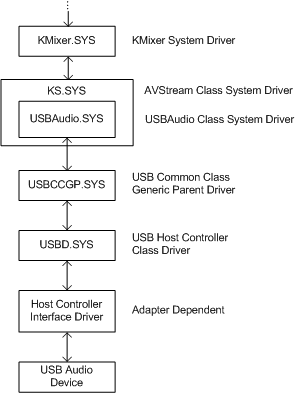 KMixer.SYS
KMixer System Driver
KS.SYS
AVStream Class System Driver
USBAudio.SYS
USBAudio Class System Driver
USBCCGP.SYS
USB Common Class
Generic Parent Driver
USBD.SYS
USB Host Controller
Class Driver
Host Controller
Interface Driver
Adapter Dependent
USB Audio
Device